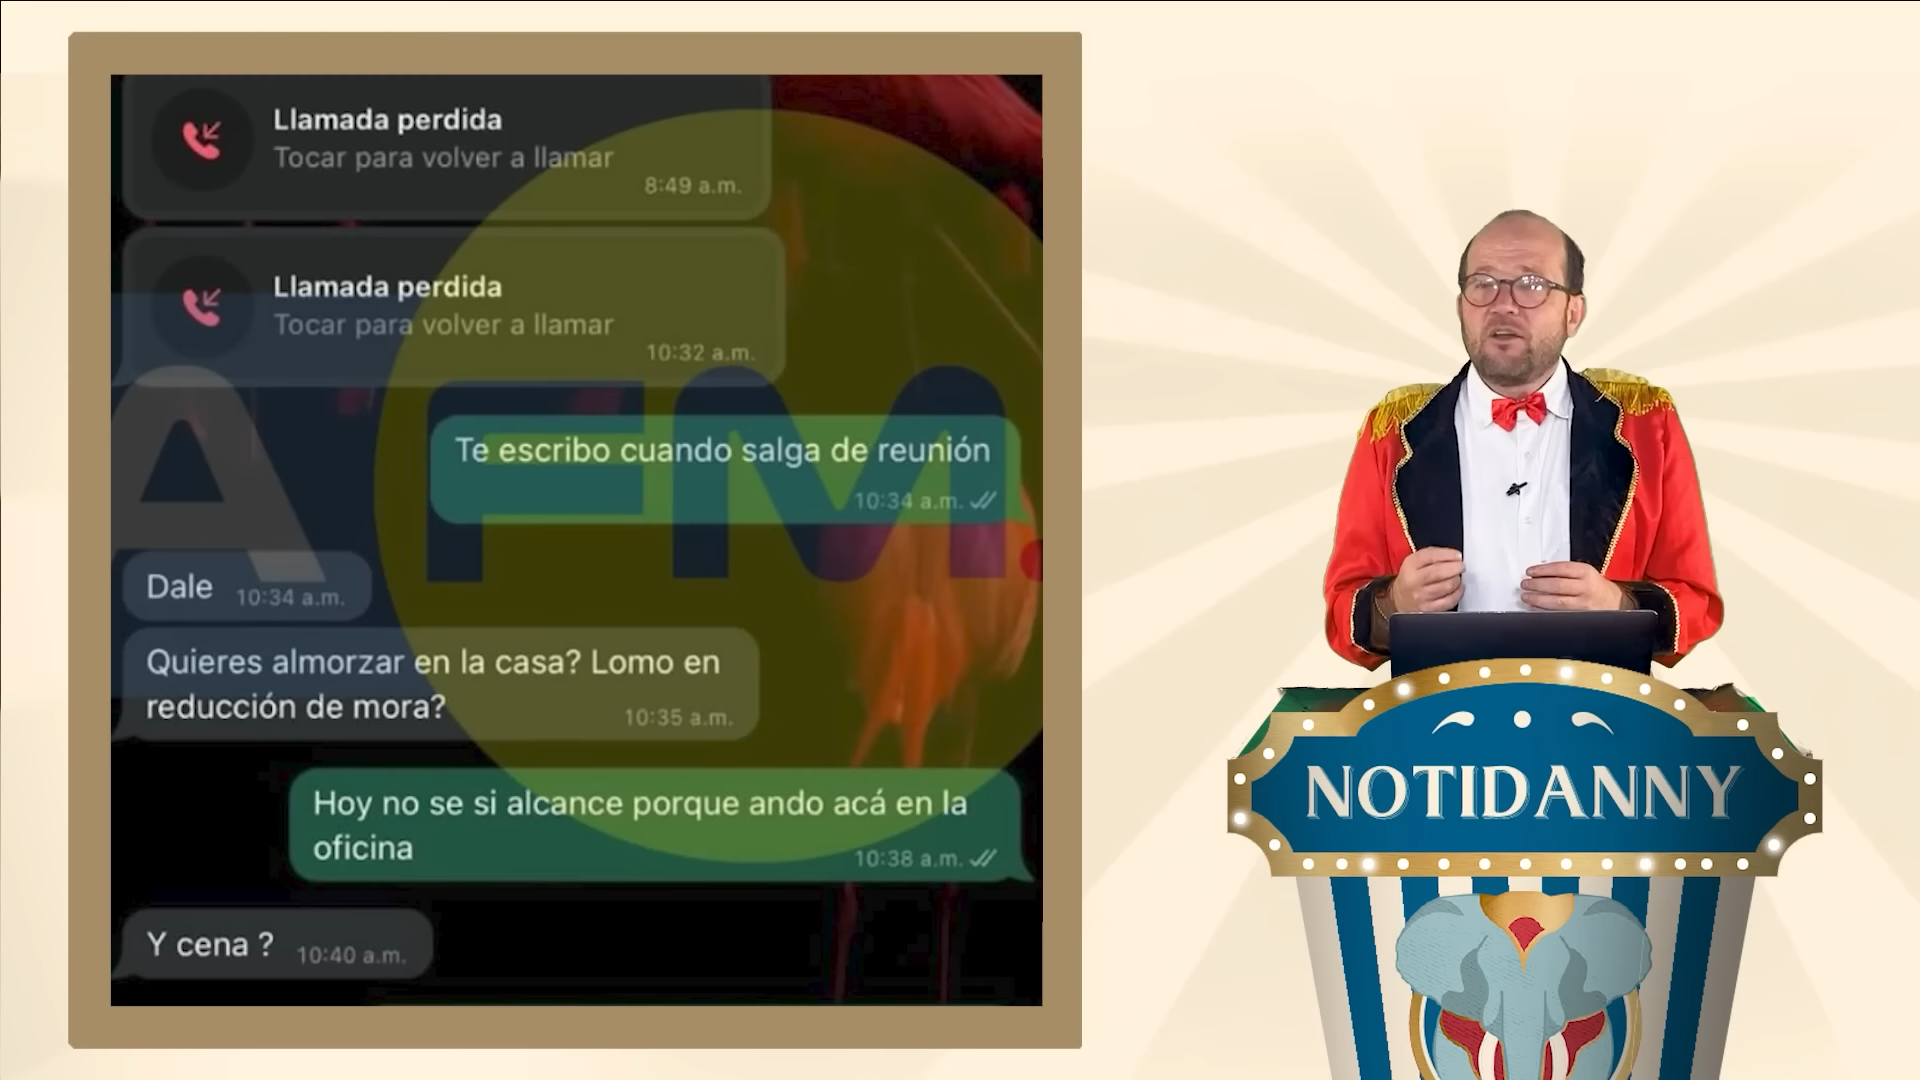 Llamada perdida
Tocar para volver a llamar
8:49 a.m.
Llamada perdida
Tocar para volver a llamar
10:32 a.m.
Te escribo cuando salga de reunión
10:34 a.m.
Dale 10:34 a.m.
Quieres almorzar en la casa? Lomo en
reducción de mora?
10:35 a.m.
Hoy no se si alcance porque ando acá en la
oficina
10:38 a.m.
Y cena ? 10:40 a.m.
A FM.
NOTIDANNY